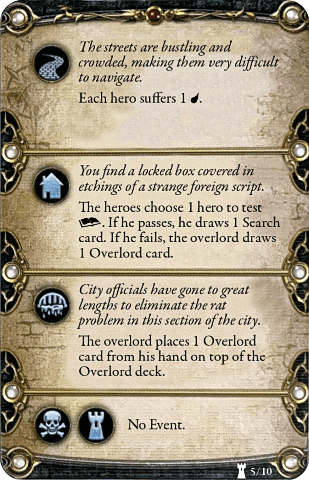 The streets are bustling and
crowded, making them very difficult
to navigate.
Each hero suffers 1 .
You find a locked box covered in
etchings of a strange foreign script.
The heroes choose 1 hero to test
. If he passes, he draws 1 Search
card. If he fails, the overlord draws
1 Overlord card.
City officials have gone to great
lengths to eliminate the rat
problem in this section of the city.
The overlord places 1 Overlord
card from his hand on top of the
Overlord deck.
No Event.
5/10